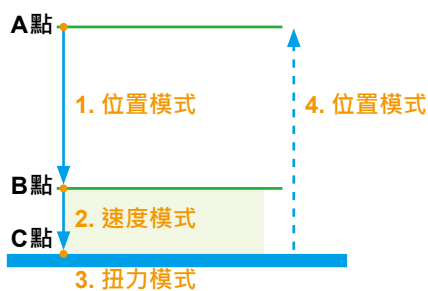 A點
1. 位置模式
4. 位置模式
B點
2. 速度模式
C點
3. 扭力模式